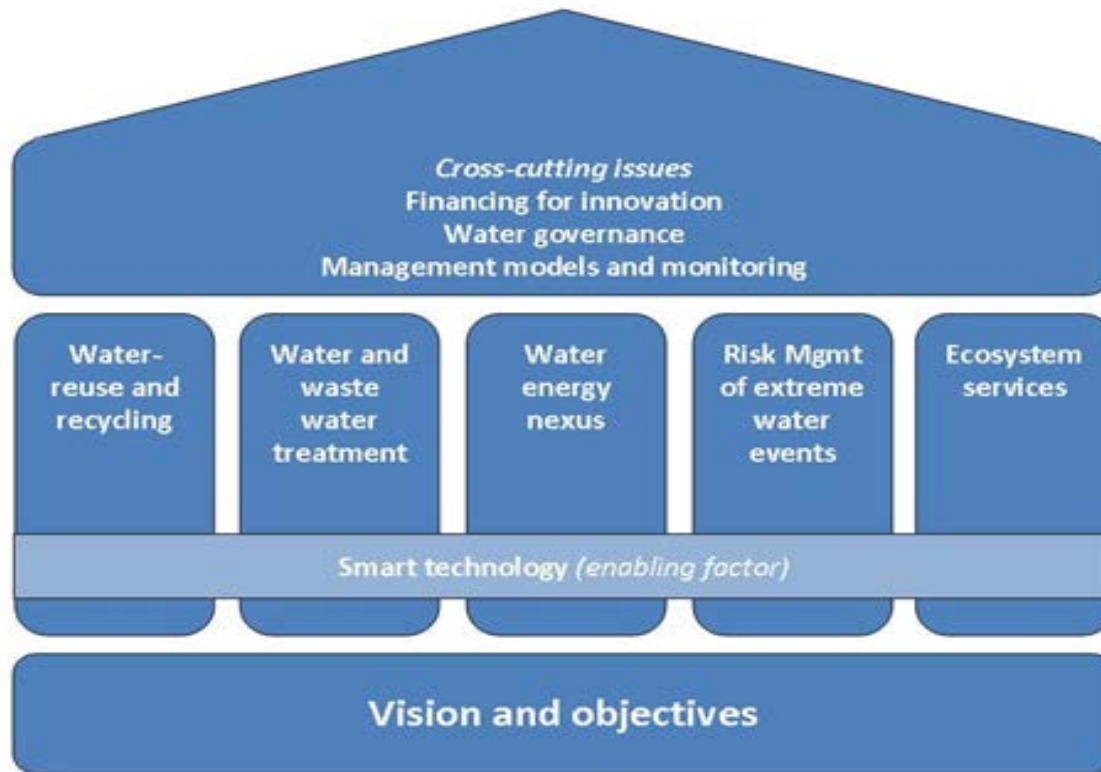 Cross-cutting issues
Financing for innovation
Water governance
Management models and monitoring
Water-
reuse and
recycling
Water and
waste
water
treatment
Water
energy
nexus
Risk Mgmt
of extreme
water
events
Ecosystem
services
Smart technology (enabling factor)
Vision and objectives